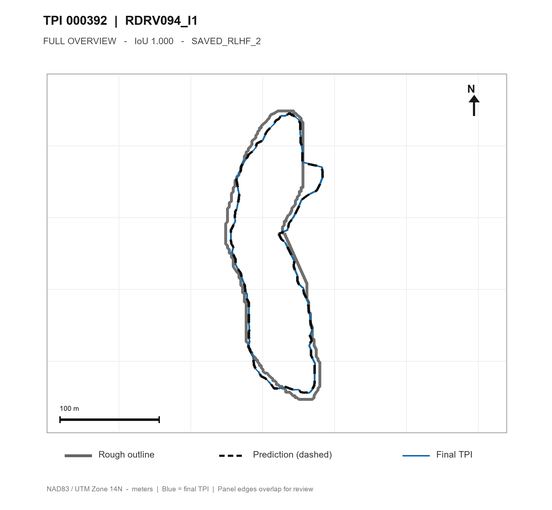 TPI 000392 | RDRV094_I1
FULL OVERVIEW - IoU 1.000 - SAVED_RLHF_2
N
100 m
Rough outline
Prediction (dashed)
Final TPI
NAD83 / UTM Zone 14N - meters | Blue = final TPI | Panel edges overlap for review